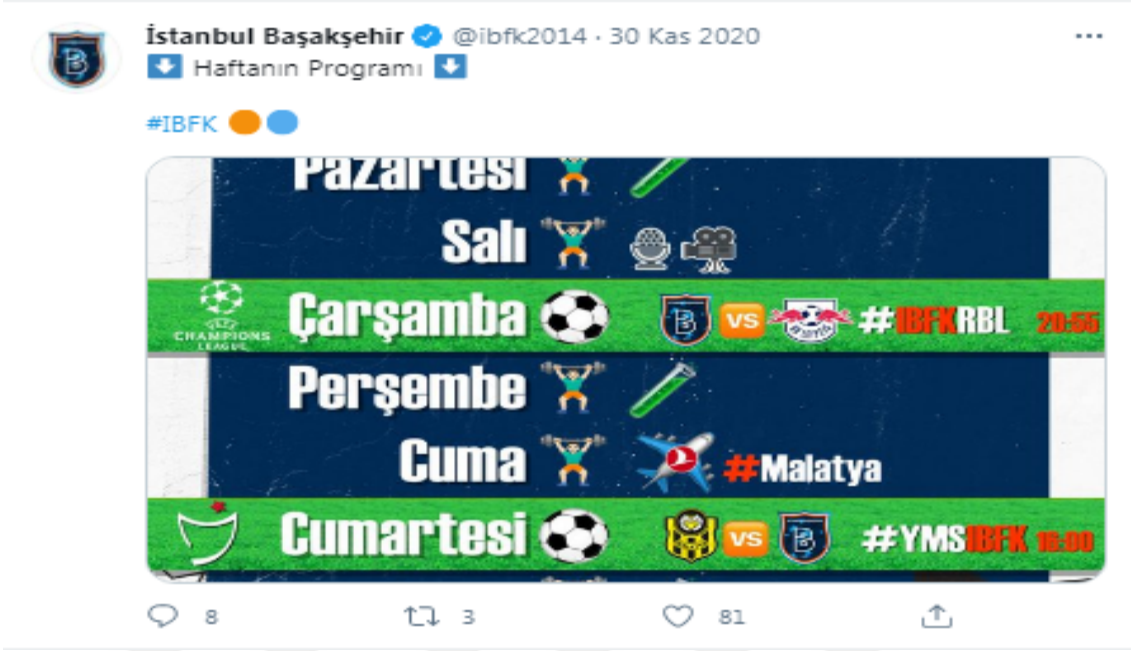 İstanbul Başakşehir @ibfk2014 · 30 Kas 2020
Haftanın Programı
#IBFK
Pazartesi
Salı
UEFA CHAMPIONS LEAGUE Çarşamba VS #IBFKRBL 20:55
Perşembe
Cuma #Malatya
Cumartesi VS #YMSIBFK 16:00
8 3 81